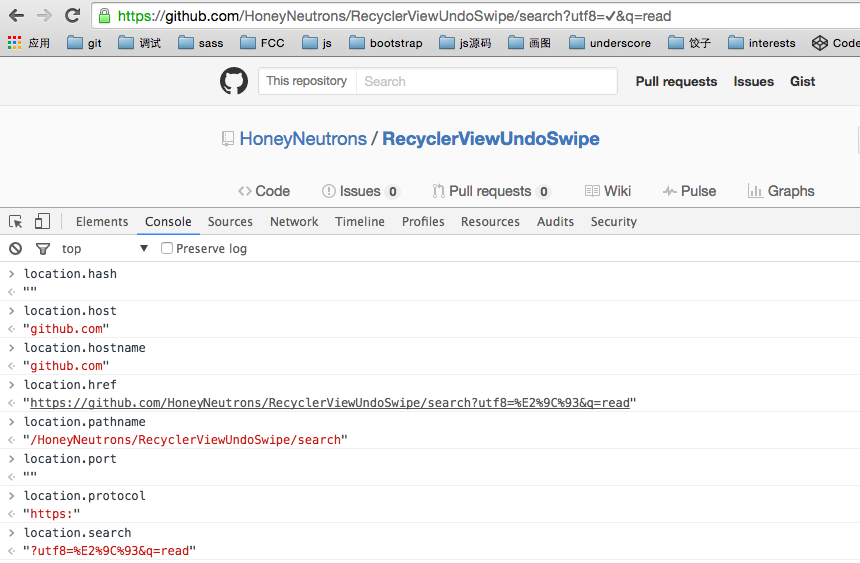 https://github.com/HoneyNeutrons/RecyclerViewUndoSwipe/search?utf8=✓&q=read
应用 git 调试 sass FCC js bootstrap js源码 画图 underscore 饺子 interests Code
This repository Search Pull requests Issues Gist
HoneyNeutrons / RecyclerViewUndoSwipe
<> Code Issues 0 Pull requests 0 Wiki Pulse Graphs
Elements Console Sources Network Timeline Profiles Resources Audits Security
top ▼ Preserve log
> location.hash
""
> location.host
"github.com"
> location.hostname
"github.com"
> location.href
"https://github.com/HoneyNeutrons/RecyclerViewUndoSwipe/search?utf8=%E2%9C%93&q=read"
> location.pathname
"/HoneyNeutrons/RecyclerViewUndoSwipe/search"
> location.port
""
> location.protocol
"https:"
> location.search
"?utf8=%E2%9C%93&q=read"